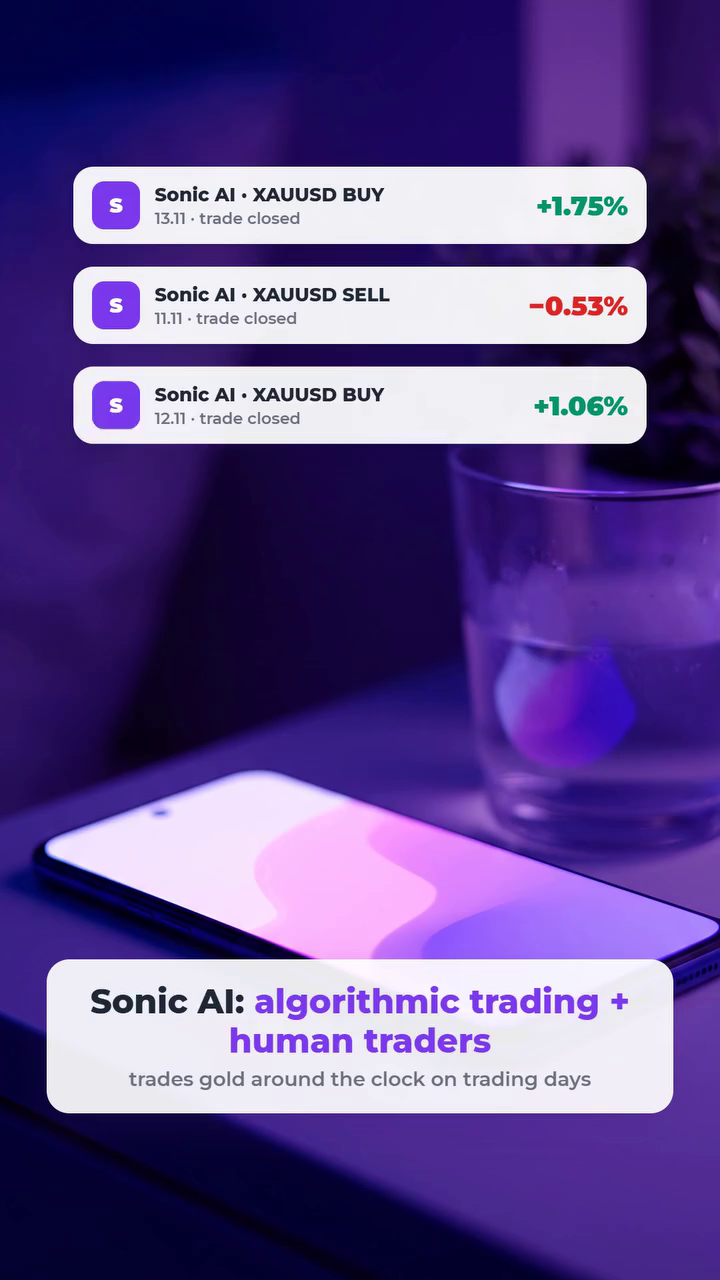 S
Sonic AI · XAUUSD BUY
13.11 · trade closed
+1.75%
S
Sonic AI · XAUUSD SELL
11.11 · trade closed
−0.53%
S
Sonic AI · XAUUSD BUY
12.11 · trade closed
+1.06%
Sonic AI: algorithmic trading +
human traders
trades gold around the clock on trading days